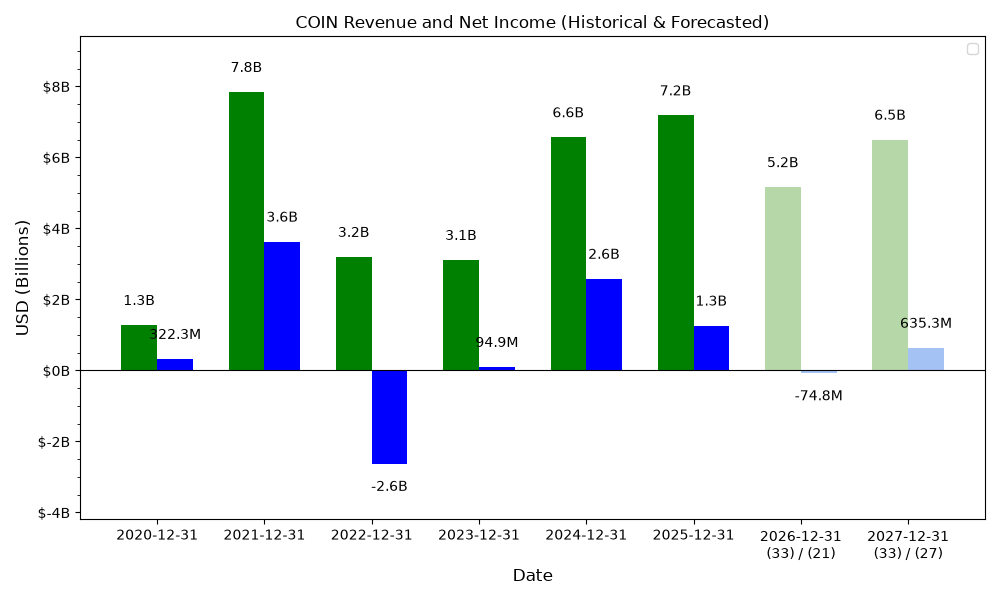 COIN Revenue and Net Income (Historical & Forecasted)
USD (Billions)
$8B
$6B
$4B
$2B
$0B
$-2B
$-4B
1.3B
322.3M
7.8B
3.6B
3.2B
-2.6B
3.1B
94.9M
6.6B
2.6B
7.2B
1.3B
5.2B
-74.8M
6.5B
635.3M
2020-12-31
2021-12-31
2022-12-31
2023-12-31
2024-12-31
2025-12-31
2026-12-31
(33) / (21)
2027-12-31
(33) / (27)
Date